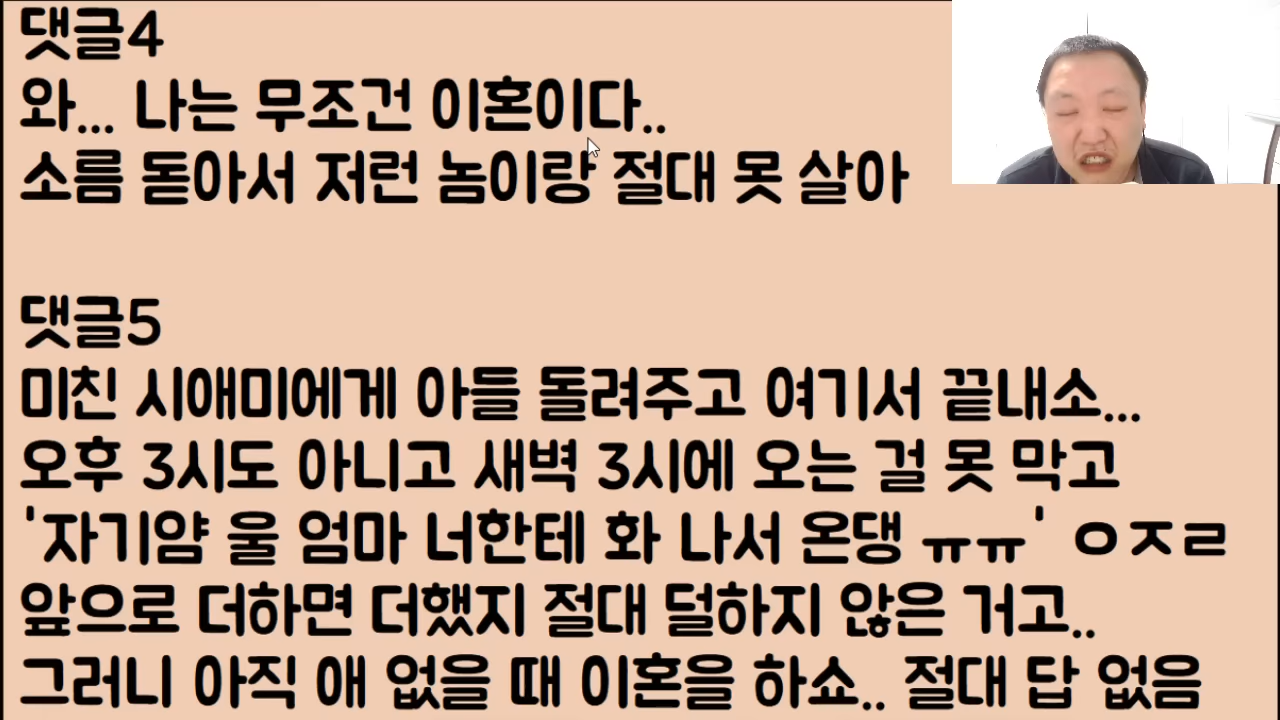 댓글4
와... 나는 무조건 이혼이다..
소름 돋아서 저런 놈이랑 절대 못 살아
댓글5
미친 시애미에게 아들 돌려주고 여기서 끝내소...
오후 3시도 아니고 새벽 3시에 오는 걸 못 막고
'자기얌 울 엄마 너한테 화 나서 온댕 ㅠㅠ' ㅇㅈㄹ
앞으로 더하면 더했지 절대 덜하지 않은 거고..
그러니 아직 애 없을 때 이혼을 하쇼.. 절대 답 없음